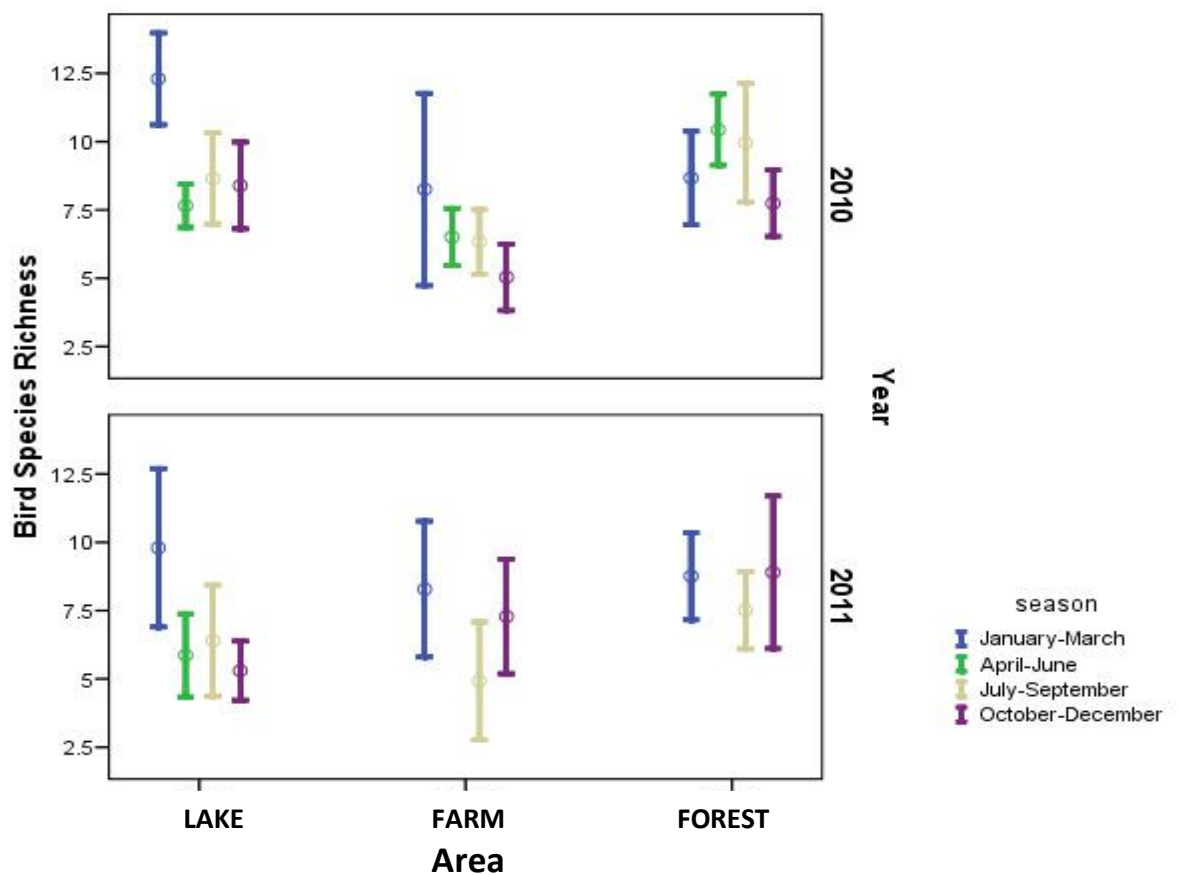 Bird Species Richness
12.5
10
7.5
5
2.5
2010
12.5
10
7.5
5
2.5
2011
Year
LAKE FARM FOREST
Area
season
January-March
April-June
July-September
October-December